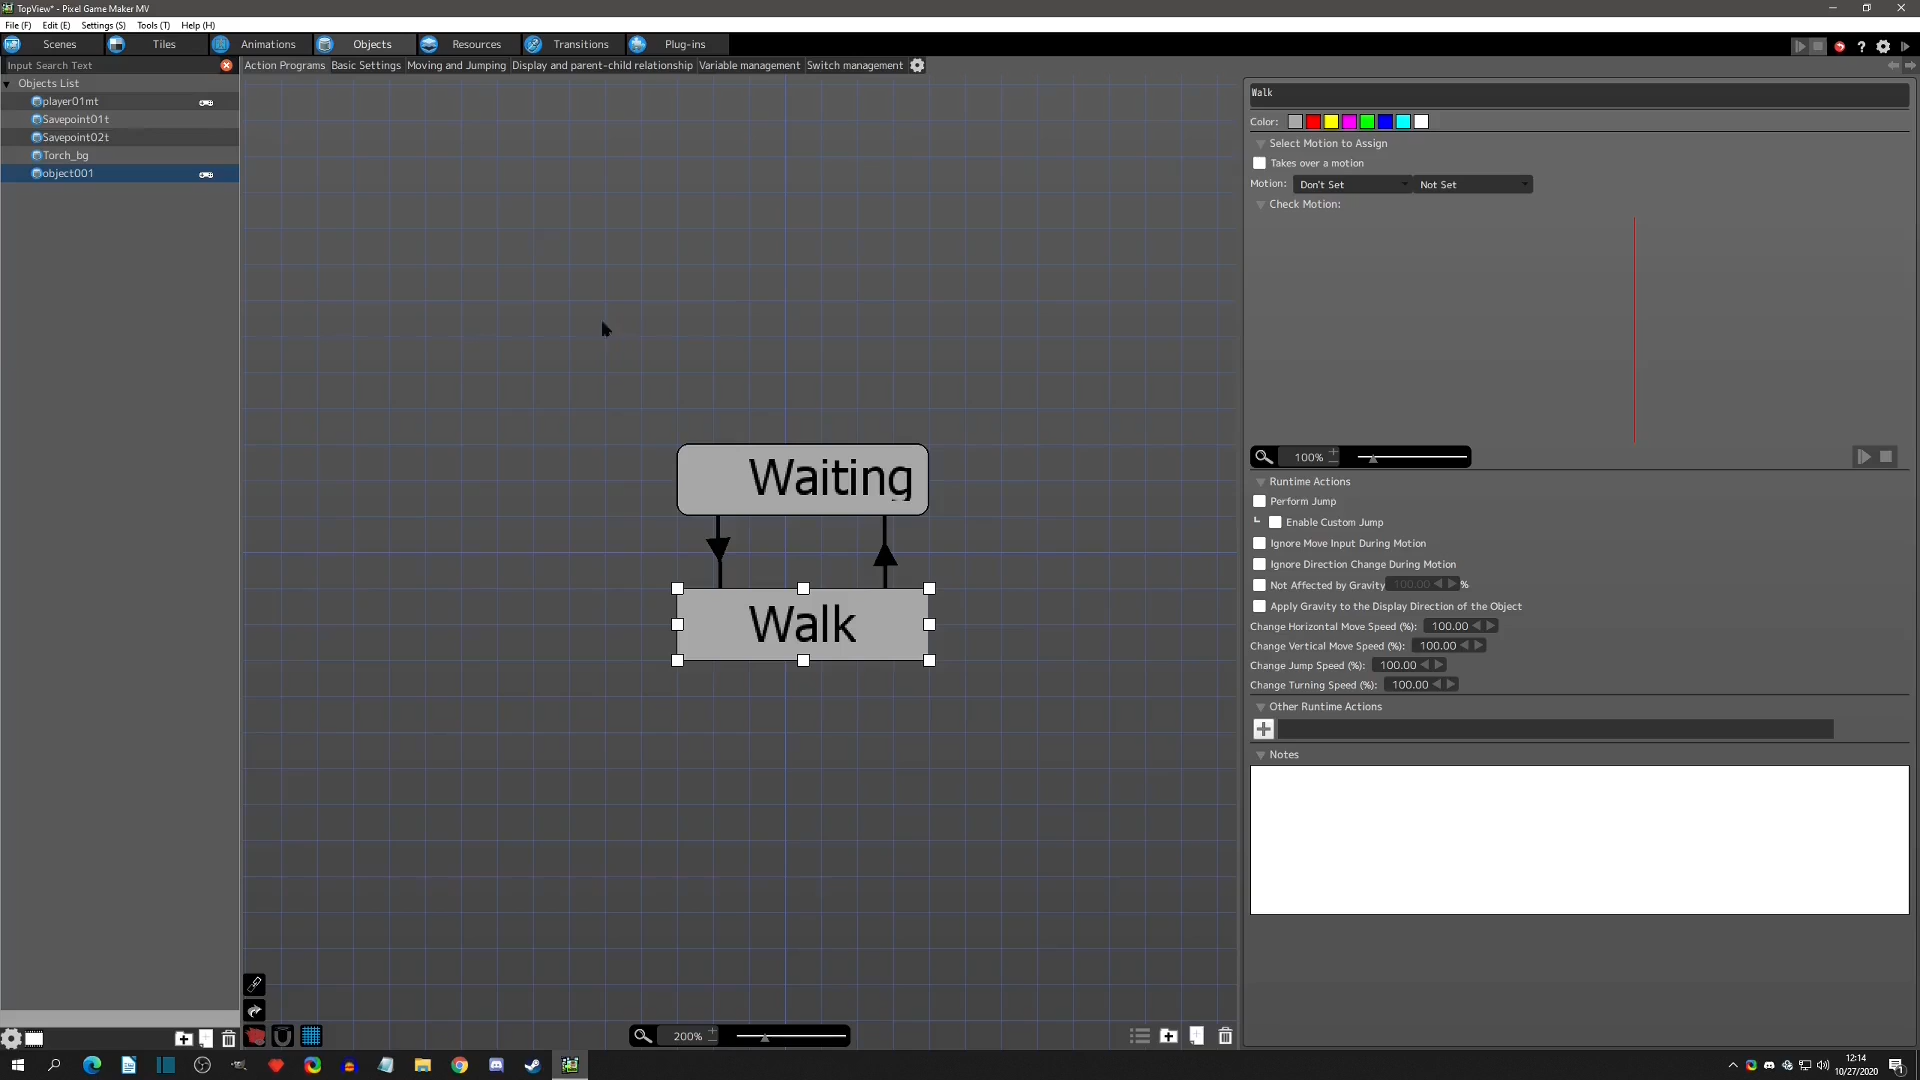 TopView* - Pixel Game Maker MV
File (F) Edit (E) Settings (S) Tools (T) Help (H)
Scenes Tiles Animations Objects Resources Transitions Plug-ins
Input Search Text
Action Programs Basic Settings Moving and Jumping Display and parent-child relationship Variable management Switch management
Objects List
player01mt
Savepoint01t
Savepoint02t
Torch_bg
object001
Waiting
Walk
200%
Walk
Color:
Select Motion to Assign
Takes over a motion
Motion: Don't Set Not Set
Check Motion:
100%
Runtime Actions
Perform Jump
Enable Custom Jump
Ignore Move Input During Motion
Ignore Direction Change During Motion
Not Affected by Gravity 100.00 %
Apply Gravity to the Display Direction of the Object
Change Horizontal Move Speed (%): 100.00
Change Vertical Move Speed (%): 100.00
Change Jump Speed (%): 100.00
Change Turning Speed (%): 100.00
Other Runtime Actions
Notes
12:14
10/27/2020